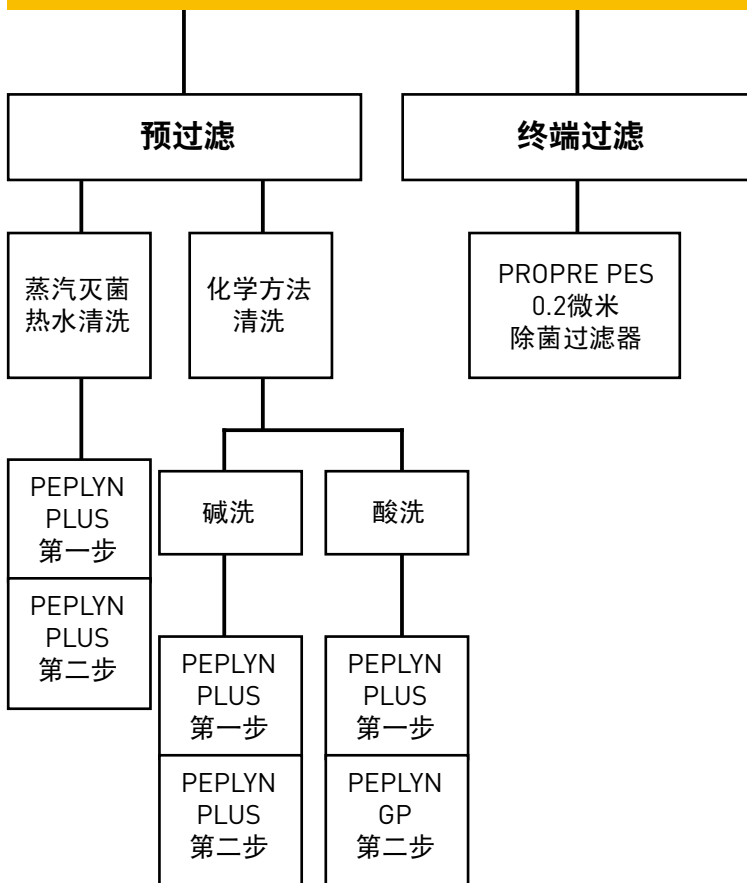 预过滤
终端过滤
蒸汽灭菌
热水清洗
化学方法
清洗
PROPRE PES
0.2微米
除菌过滤器
PEPLYN
PLUS
第一步
PEPLYN
PLUS
第二步
碱洗
酸洗
PEPLYN
PLUS
第一步
PEPLYN
PLUS
第二步
PEPLYN
PLUS
第一步
PEPLYN
GP
第二步